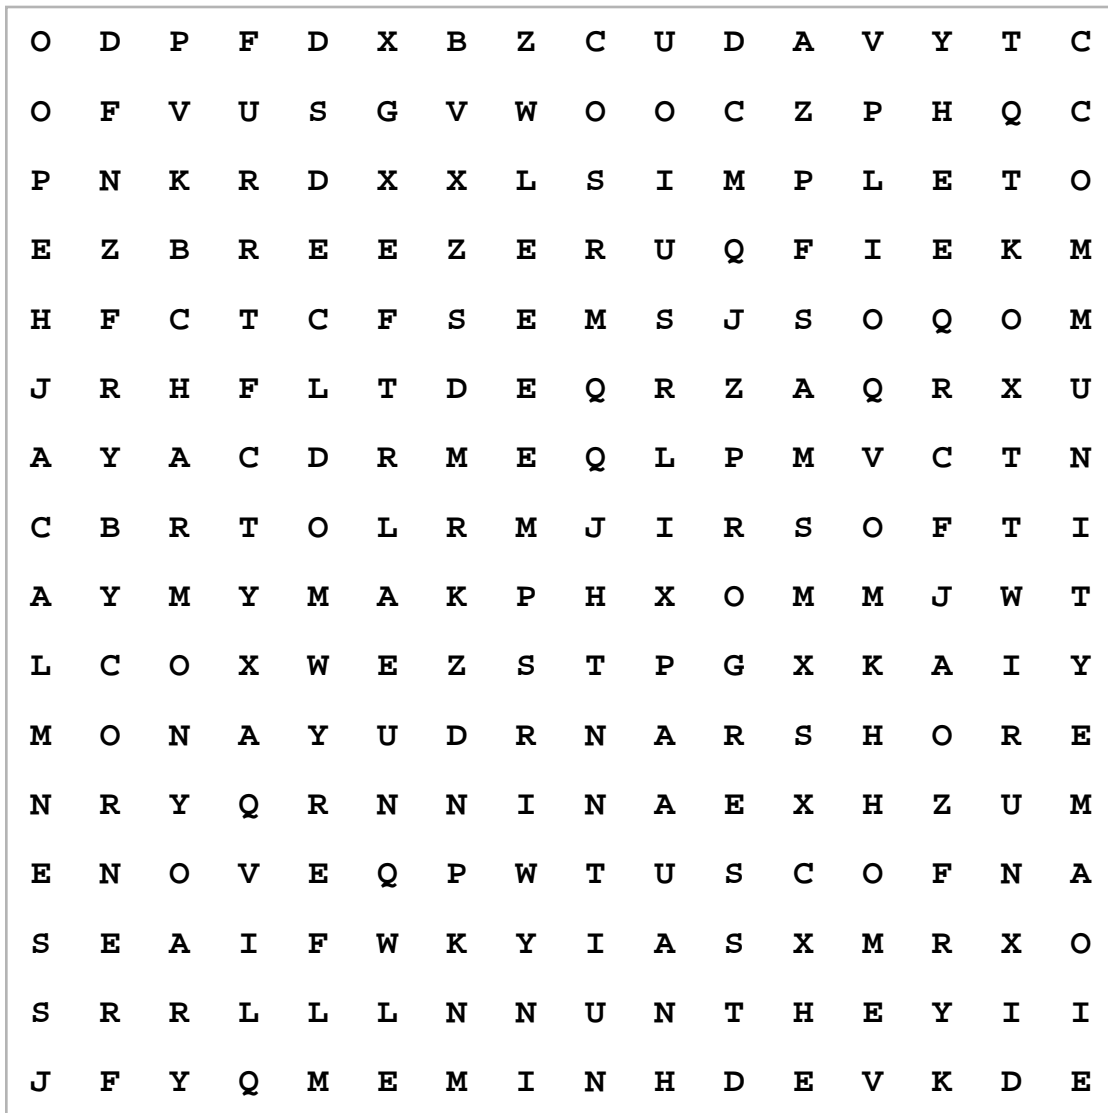 O D P F D X B Z C U D A V Y T C
O F V U S G V W O O C Z P H Q C
P N K R D X X L S I M P L E T O
E Z B R E E Z E R U Q F I E K M
H F C T C F S E M S J S O Q O M
J R H F L T D E Q R Z A Q R X U
A Y A C D R M E Q L P M V C T N
C B R T O L R M J I R S O F T I
A Y M Y M A K P H X O M M J W T
L C O X W E Z S T P G X K A I Y
M O N A Y U D R N A R S H O R E
N R Y Q R N N I N A E X H Z U M
E N O V E Q P W T U S C O F N A
S E A I F W K Y I A S X M R X O
S R R L L L N N U N T H E Y I I
J F Y Q M E M I N H D E V K D E